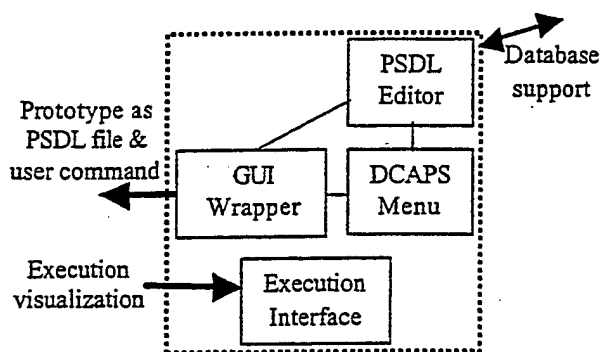 PSDL
Editor
Database
support
Prototype as
PSDL file &
user command
GUI
Wrapper
DCAPS
Menu
Execution
visualization
Execution
Interface